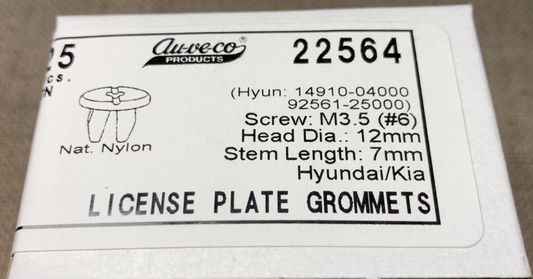 25
au-ve-co 22564
PRODUCTS
cs.
N
Nat. Nylon
(Hyun: 14910-04000
92561-25000)
Screw: M3.5 (#6)
Head Dia.: 12mm
Stem Length: 7mm
Hyundai/Kia
LICENSE PLATE GROMMETS